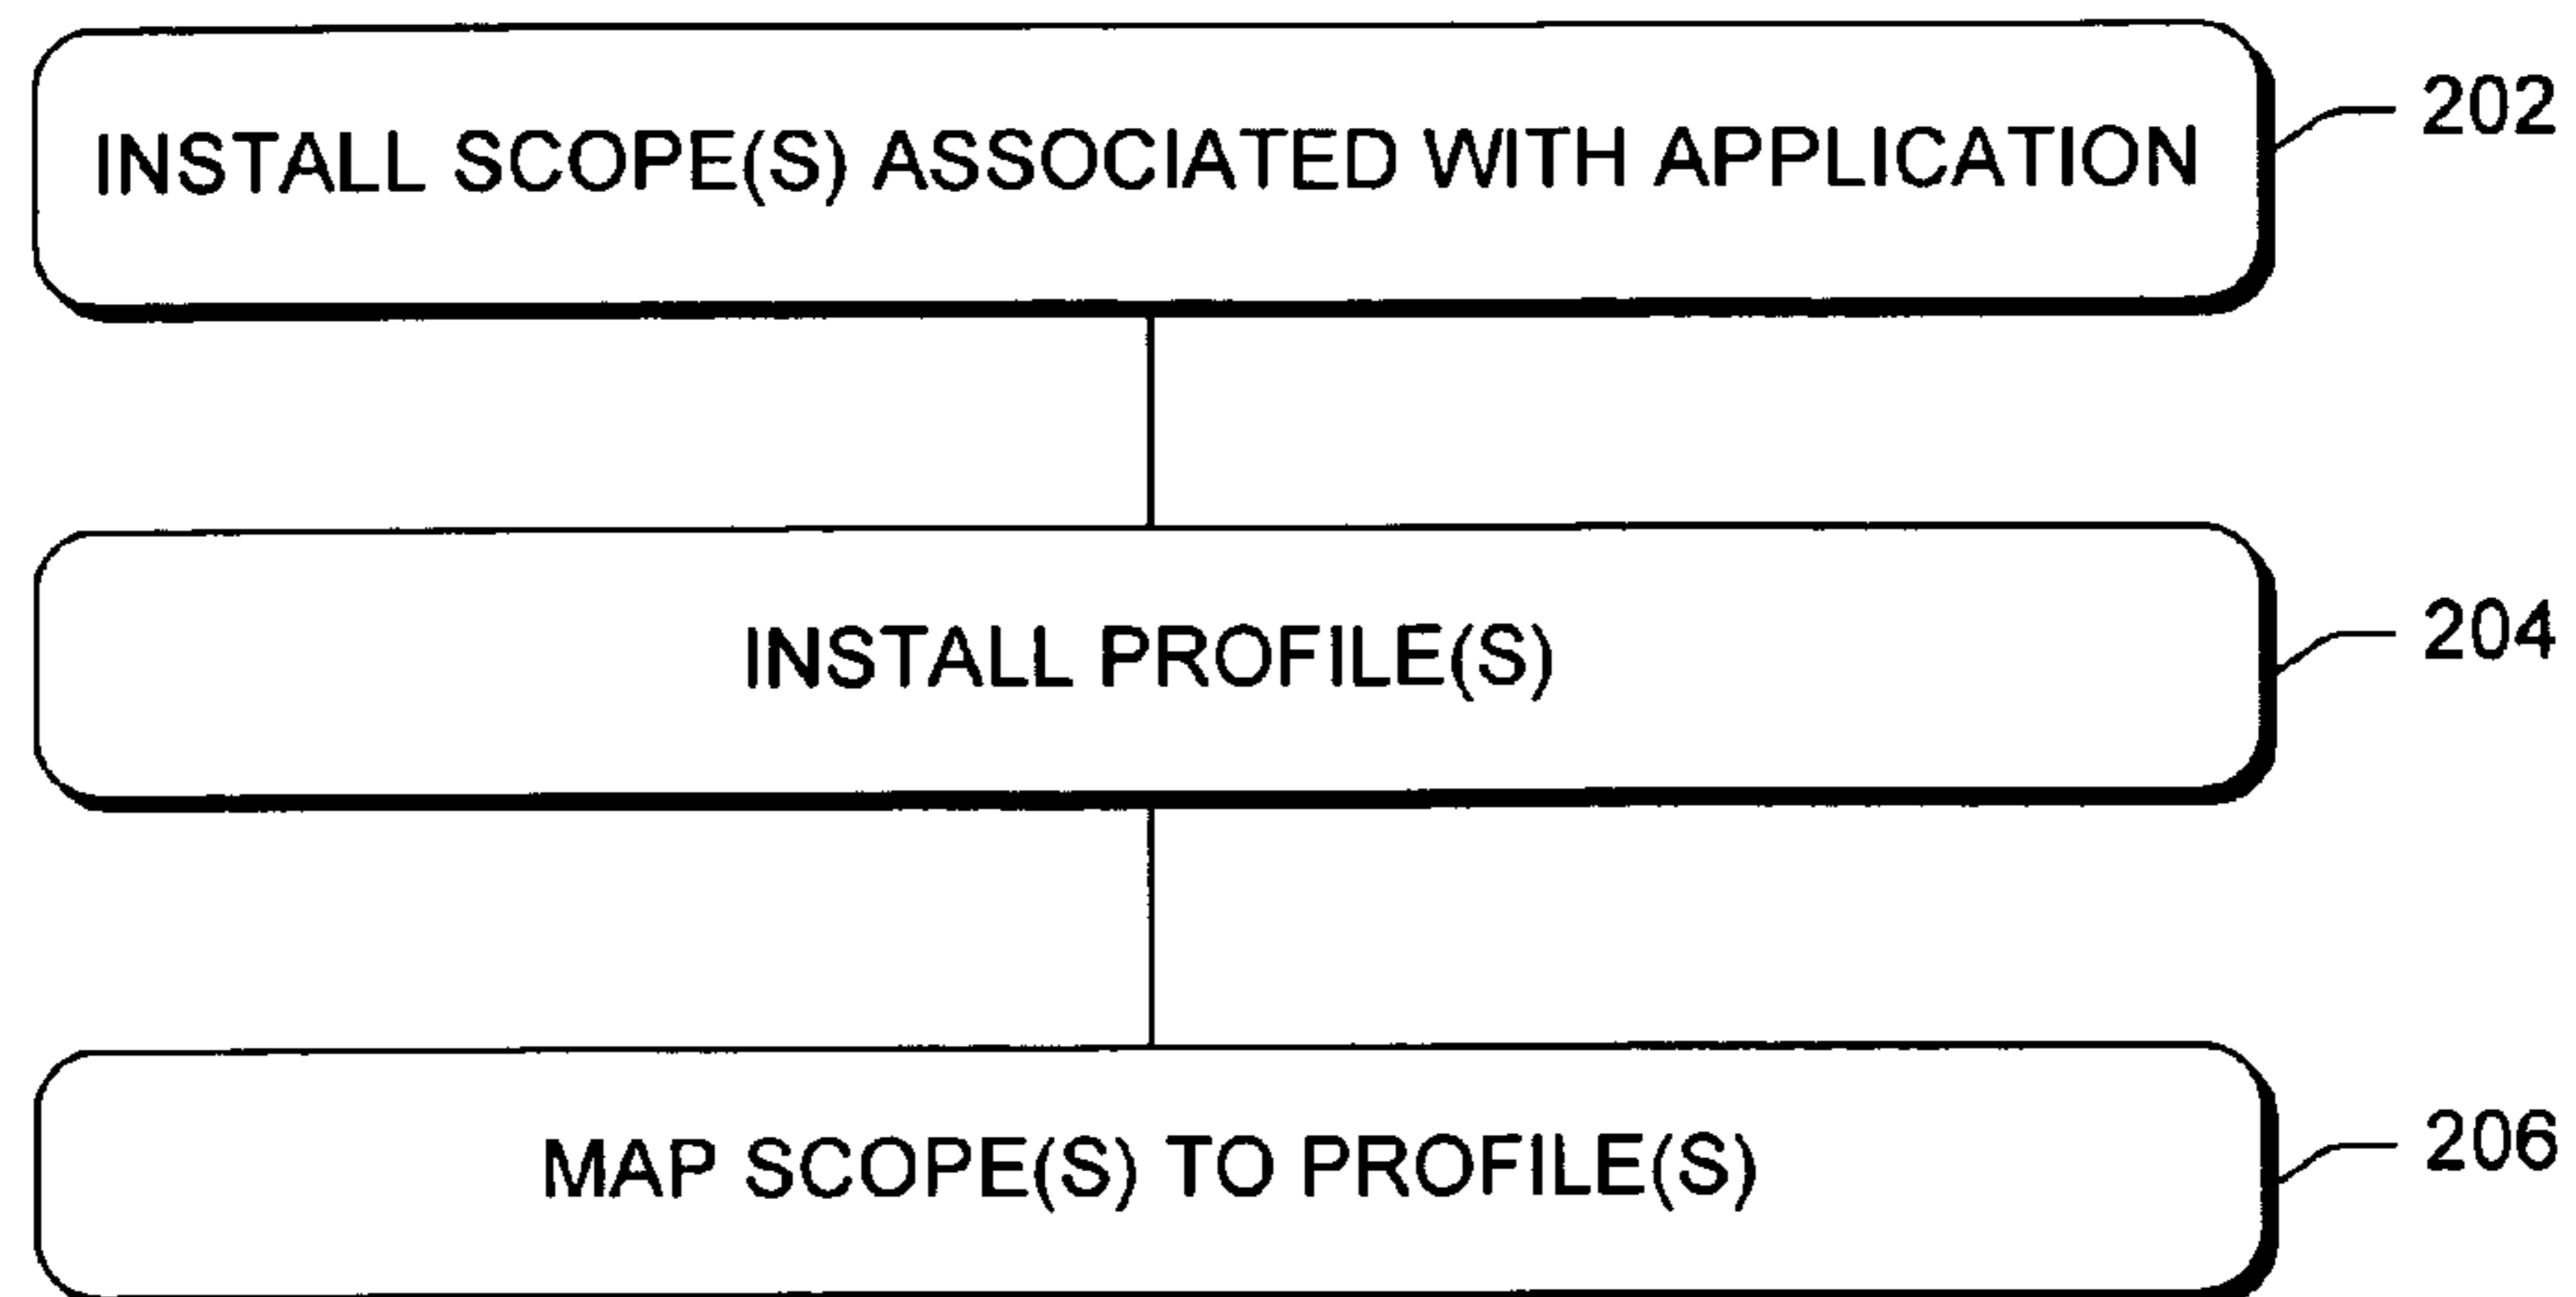 INSTALL SCOPE(S) ASSOCIATED WITH APPLICATION
202
INSTALL PROFILE(S)
204
MAP SCOPE(S) TO PROFILE(S)
206